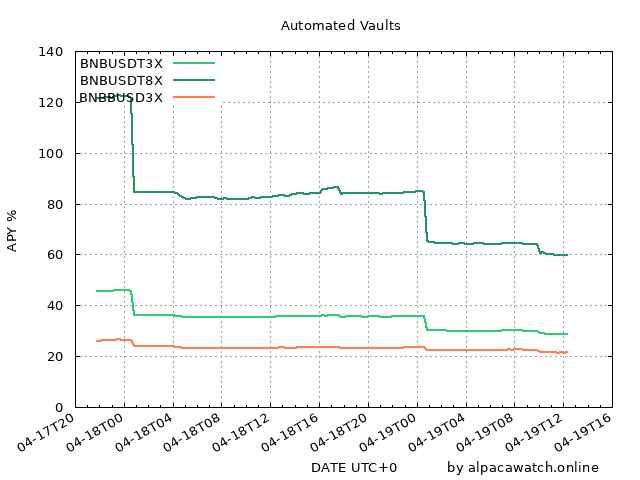 Automated Vaults
140
120
100
80
60
40
20
0
APY %
BNBUSDT3X
BNBUSDT8X
BNBBUSD3X
04-17T20
04-18T00
04-18T04
04-18T08
04-18T12
04-18T16
04-18T20
04-19T00
04-19T04
04-19T08
04-19T12
04-19T16
DATE UTC+0
by alpacawatch.online